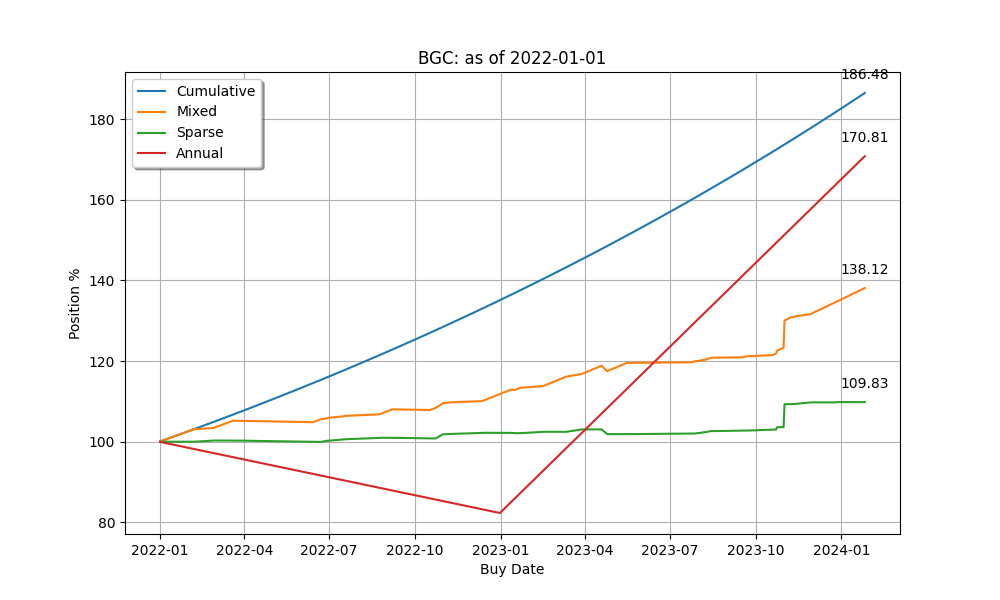 BGC: as of 2022-01-01
Cumulative
Mixed
Sparse
Annual
186.48
170.81
138.12
109.83
180
160
140
120
100
80
Position %
2022-01 2022-04 2022-07 2022-10 2023-01 2023-04 2023-07 2023-10 2024-01
Buy Date